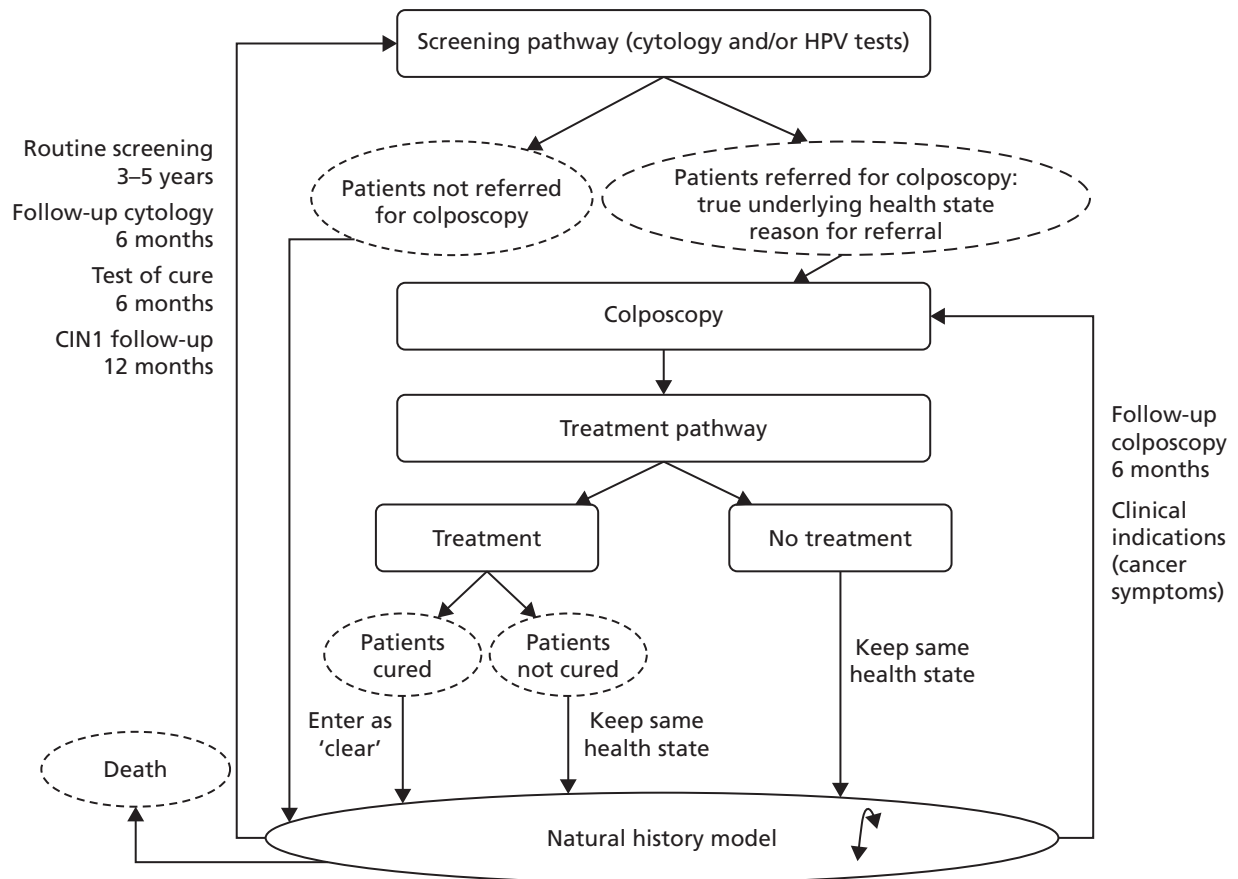 Screening pathway (cytology and/or HPV tests)
Routine screening
3–5 years
Follow-up cytology
6 months
Test of cure
6 months
CIN1 follow-up
12 months
Patients not referred
for colposcopy
Patients referred for colposcopy:
true underlying health state
reason for referral
Colposcopy
Treatment pathway
Follow-up
colposcopy
6 months
Clinical
indications
(cancer
symptoms)
Treatment
No treatment
Patients
cured
Patients
not cured
Keep same
health state
Enter as
‘clear’
Keep same
health state
Death
Natural history model